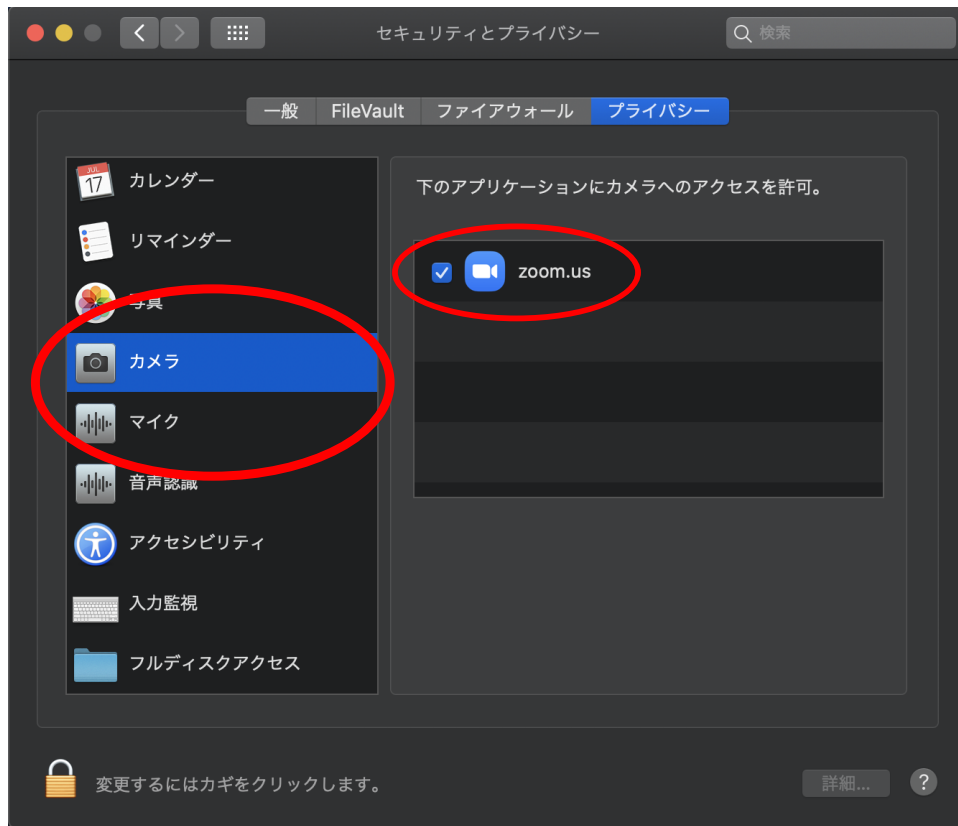 セキュリティとプライバシー
検索
一般
FileVault
ファイアウォール
プライバシー
JUL
17
カレンダー
リマインダー
写真
カメラ
マイク
音声認識
アクセシビリティ
入力監視
フルディスクアクセス
下のアプリケーションにカメラへのアクセスを許可。
zoom.us
変更するにはカギをクリックします。
詳細...
?